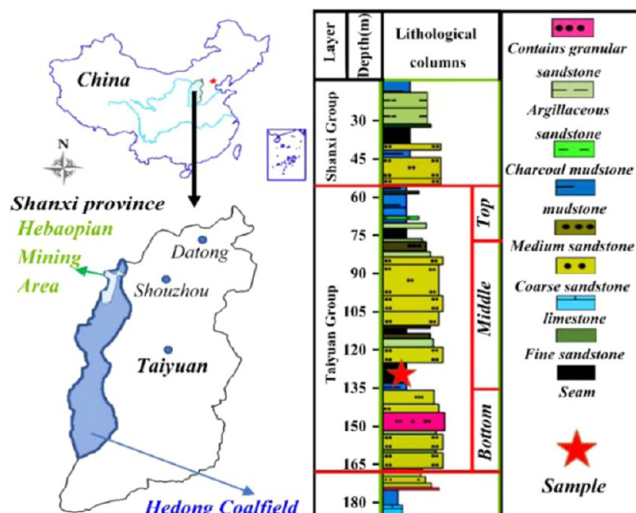 China
N
Shanxi province
Hebaopian
Mining
Area
Datong
Shouzhou
Taiyuan
Hedong Coalfield
Layer
Depth(m)
Lithological
columns
Shanxi Group
Taiyuan Group
30
45
60
75
90
105
120
135
150
165
180
Top
Middle
Bottom
Contains granular
sandstone
Argillaceous
sandstone
Charcoal mudstone
mudstone
Medium sandstone
Coarse sandstone
limestone
Fine sandstone
Seam
Sample